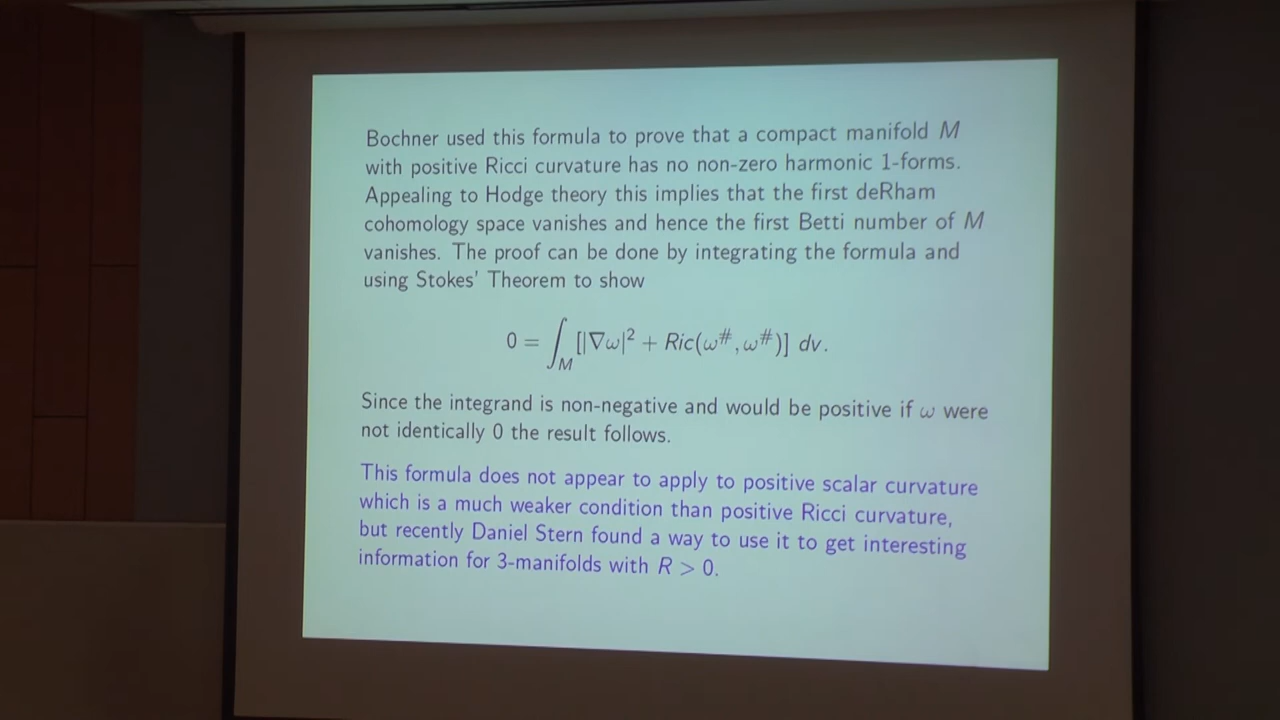 Bochner used this formula to prove that a compact manifold M
with positive Ricci curvature has no non-zero harmonic 1-forms.
Appealing to Hodge theory this implies that the first deRham
cohomology space vanishes and hence the first Betti number of M
vanishes. The proof can be done by integrating the formula and
using Stokes' Theorem to show
0 = ∫_M [|∇ω|² + Ric(ω^#, ω^#)] dv.
Since the integrand is non-negative and would be positive if ω were
not identically 0 the result follows.
This formula does not appear to apply to positive scalar curvature
which is a much weaker condition than positive Ricci curvature,
but recently Daniel Stern found a way to use it to get interesting
information for 3-manifolds with R > 0.